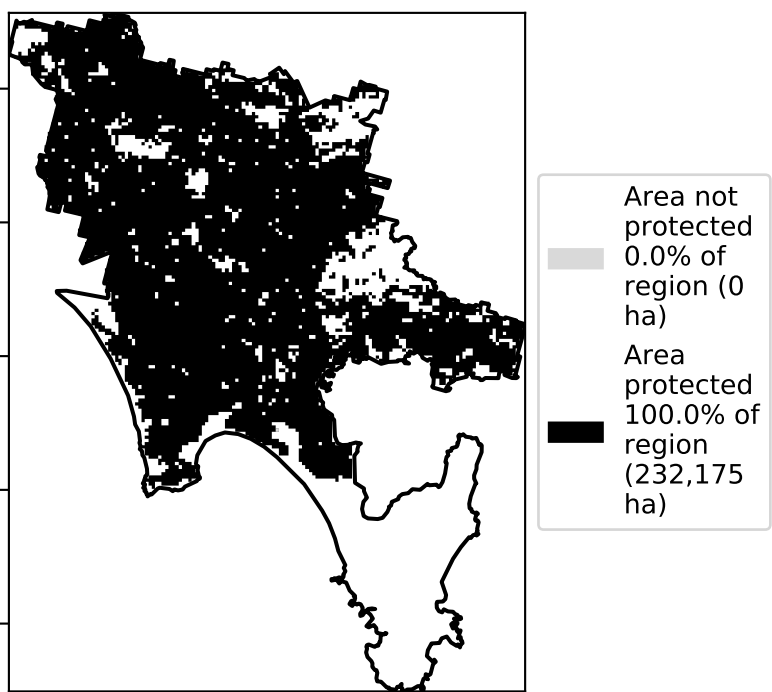 Area not
protected
0.0% of
region (0
ha)
Area
protected
100.0% of
region
(232,175
ha)